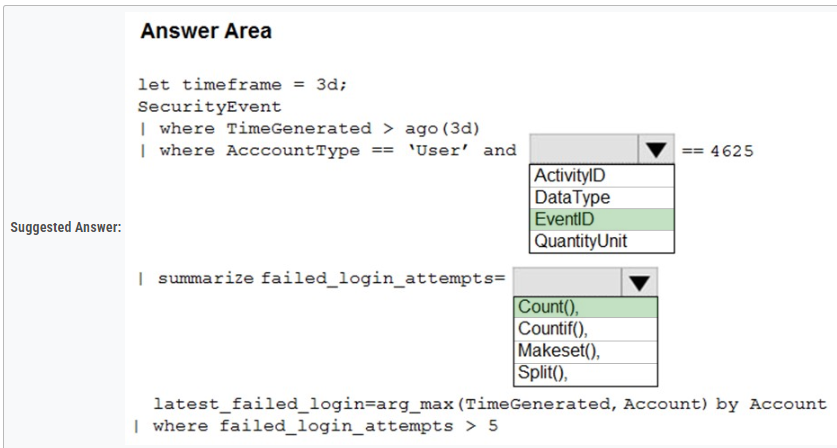 Answer Area
let timeframe = 3d;
SecurityEvent
| where TimeGenerated > ago(3d)
| where AcccountType == ‘User’ and == 4625
ActivityID
DataType
EventID
QuantityUnit
Suggested Answer:
| summarize failed_login_attempts=
Count(),
Countif(),
Makeset(),
Split(),
latest_failed_login=arg_max(TimeGenerated, Account) by Account
| where failed_login_attempts > 5